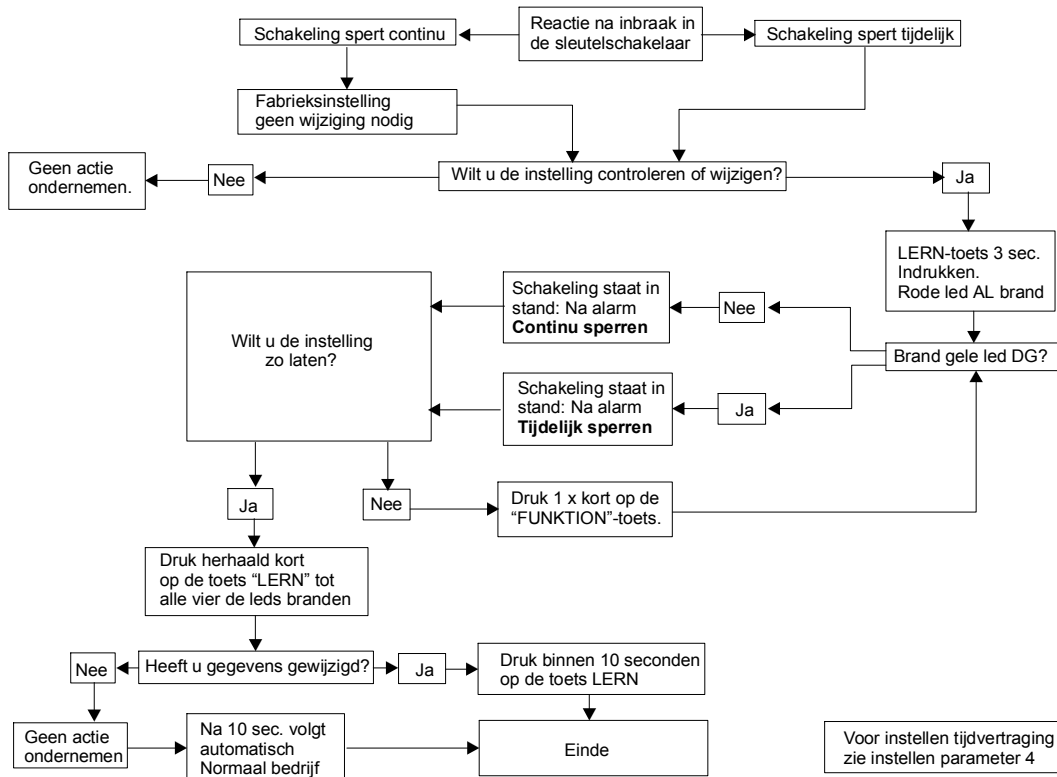 Schakeling spert continu
Reactie na inbraak in
de sleutelschakelaar
Schakeling spert tijdelijk
Fabrieksinstelling
geen wijziging nodig
Geen actie
ondernemen.
Nee
Wilt u de instelling controleren of wijzigen?
Ja
LERN-toets 3 sec.
Indrukken.
Rode led AL brand
Schakeling staat in
stand: Na alarm
Continu sperren
Nee
Wilt u de instelling
zo laten?
Brand gele led DG?
Schakeling staat in
stand: Na alarm
Tijdelijk sperren
Ja
Ja
Nee
Druk 1 x kort op de
“FUNKTION”-toets.
Druk herhaald kort
op de toets “LERN” tot
alle vier de leds branden
Nee
Heeft u gegevens gewijzigd?
Ja
Druk binnen 10 seconden
op de toets LERN
Geen actie
ondernemen
Na 10 sec. volgt
automatisch
Normaal bedrijf
Einde
Voor instellen tijdvertraging
zie instellen parameter 4